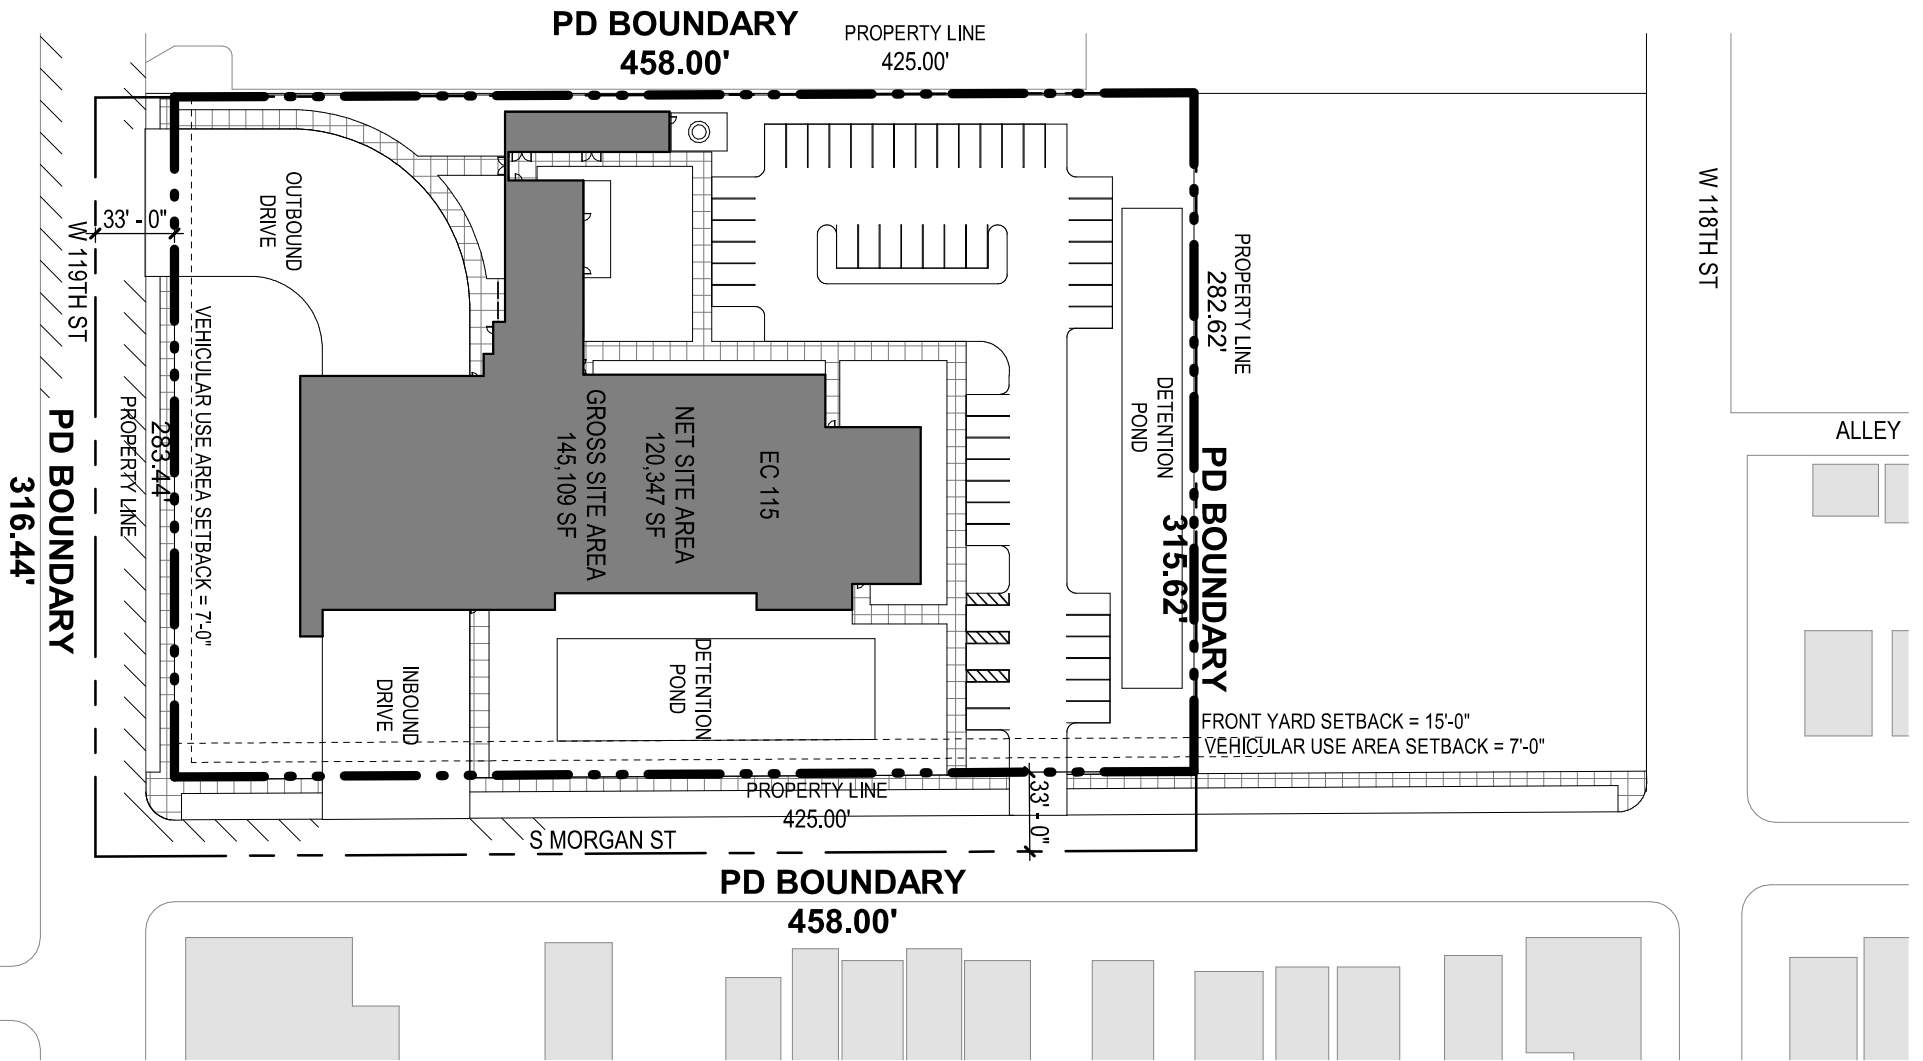 PD BOUNDARY
458.00'
PROPERTY LINE
425.00'
OUTBOUND
DRIVE
33' - 0"
W 119TH ST
W 118TH ST
PROPERTY LINE
282.62'
VEHICULAR USE AREA SETBACK = 7'-0"
PROPERTY LINE
283.44'
PD BOUNDARY
316.44'
EC 115
NET SITE AREA
120,347 SF
GROSS SITE AREA
145,109 SF
DETENTION
POND
PD BOUNDARY
315.62'
ALLEY
INBOUND
DRIVE
DETENTION
POND
FRONT YARD SETBACK = 15'-0"
VEHICULAR USE AREA SETBACK = 7'-0"
PROPERTY LINE
425.00'
33' - 0"
S MORGAN ST
PD BOUNDARY
458.00'